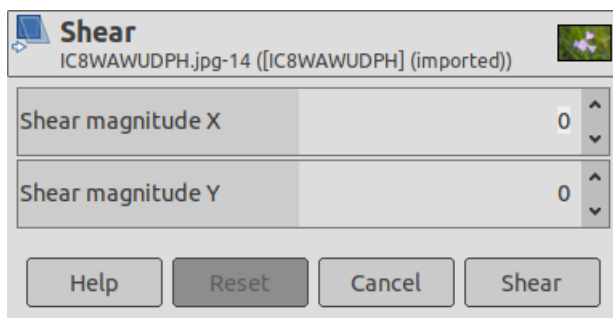 Shear
IC8WAWUDPH.jpg-14 ([IC8WAWUDPH] (imported))
Shear magnitude X 0
Shear magnitude Y 0
Help Reset Cancel Shear